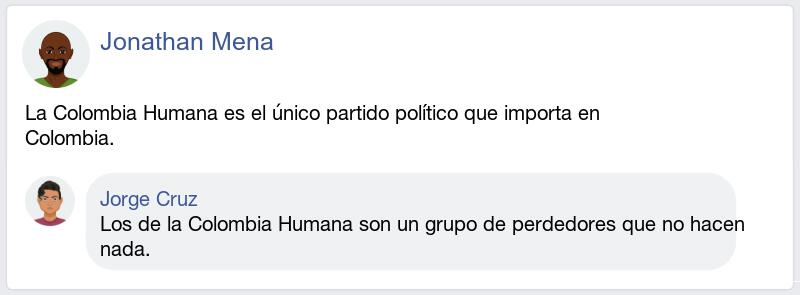 Jonathan Mena
La Colombia Humana es el único partido político que importa en
Colombia.
Jorge Cruz
Los de la Colombia Humana son un grupo de perdedores que no hacen
nada.